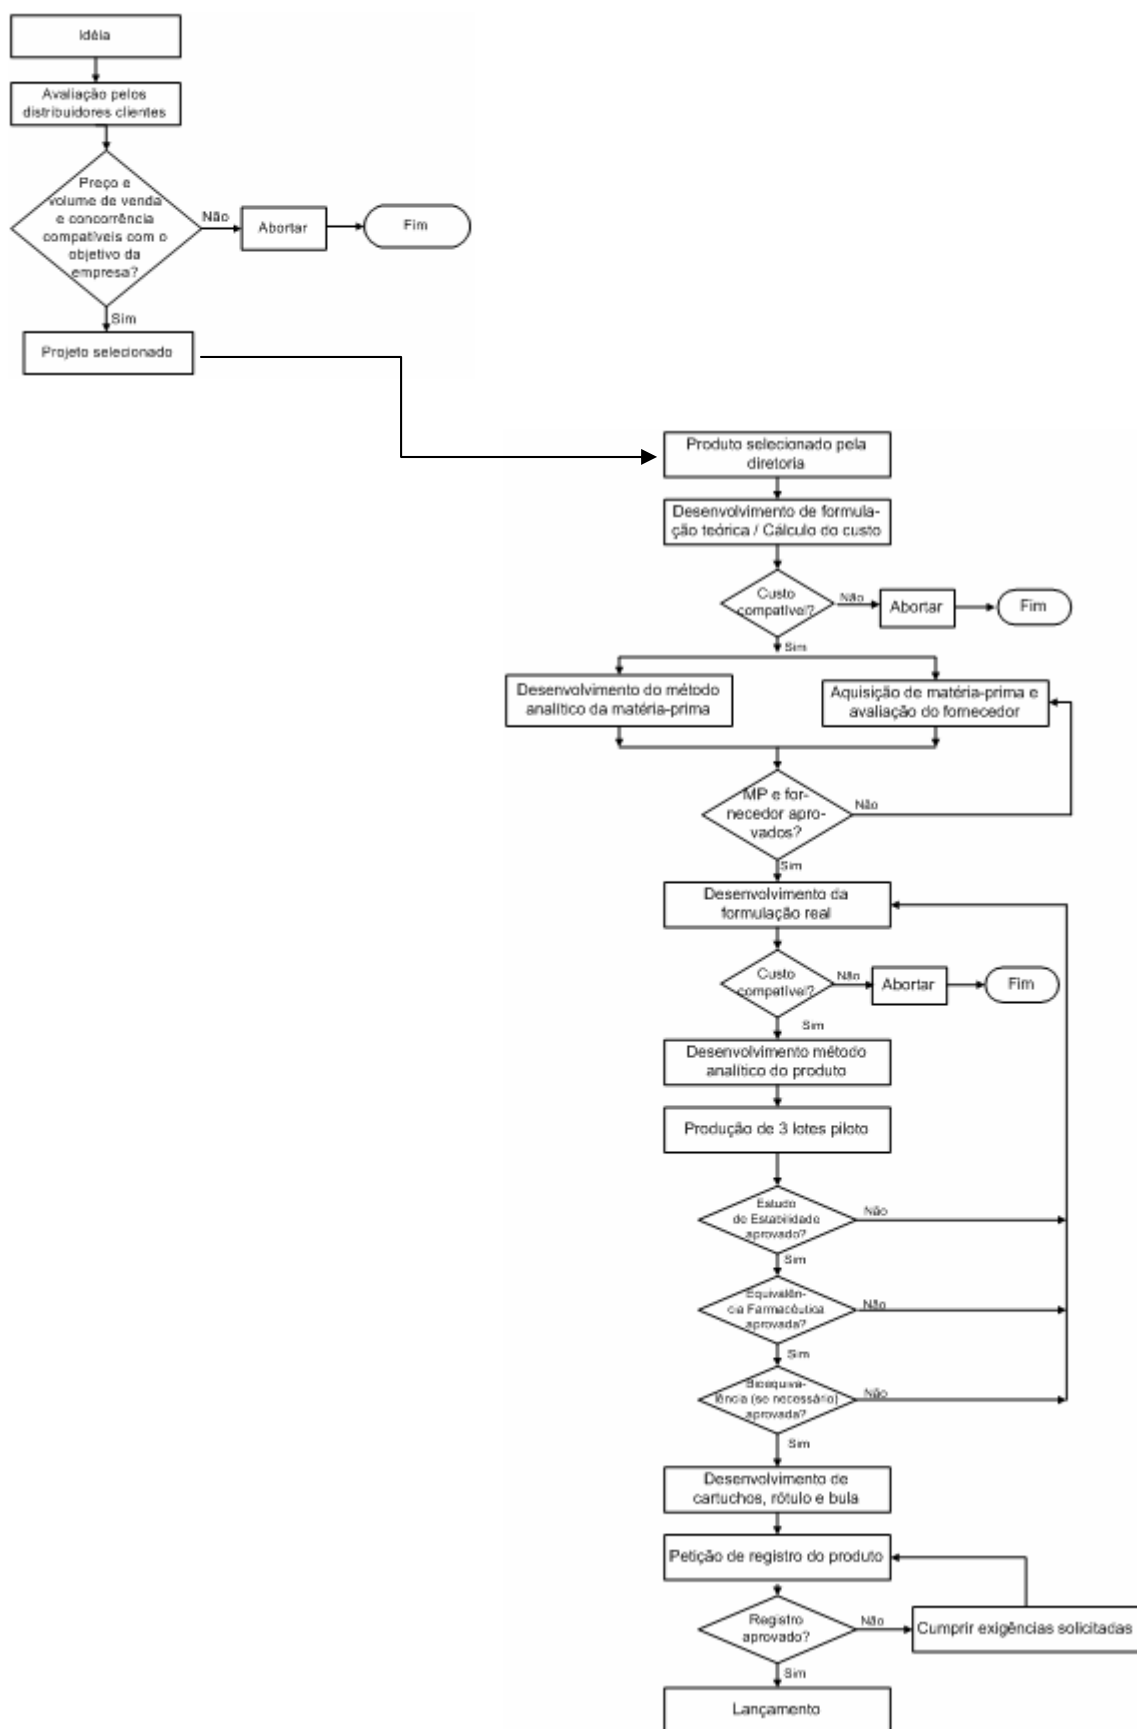 Idéia
Avaliação pelos
distribuidores clientes
Preço e
volume de venda
e concorrência
compatíveis com o
objetivo da
empresa?
Não
Abortar
Fim
Sim
Projeto selecionado
Produto selecionado pela
diretoria
Desenvolvimento de formula-
ção teórica / Cálculo do custo
Custo
compatível?
Não
Abortar
Fim
Sim
Desenvolvimento do método
analítico da matéria-prima
Aquisição de matéria-prima e
avaliação do fornecedor
MP e for-
necedor apro-
vados?
Não
Sim
Desenvolvimento da
formulação real
Custo
compatível?
Não
Abortar
Fim
Sim
Desenvolvimento método
analítico do produto
Produção de 3 lotes piloto
Estudo
de Estabilidade
aprovado?
Não
Sim
Equivalên-
cia Farmacêutica
aprovada?
Não
Sim
Bioequiva-
lência (se necessário)
aprovada?
Não
Sim
Desenvolvimento de
cartuchos, rótulo e bula
Petição de registro do produto
Registro
aprovado?
Não
Cumprir exigências solicitadas
Sim
Lançamento